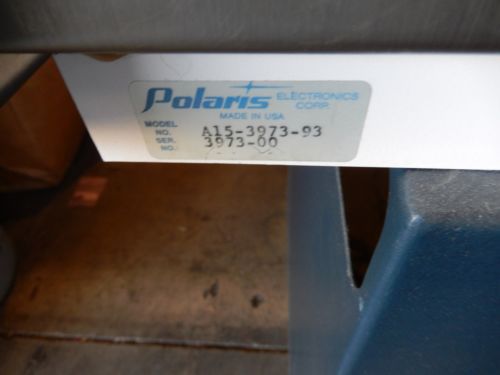 Polaris ELECTRONICS
CORP.
MADE IN USA
MODEL
NO. A15-3973-93
SER.
NO.: 3973-00